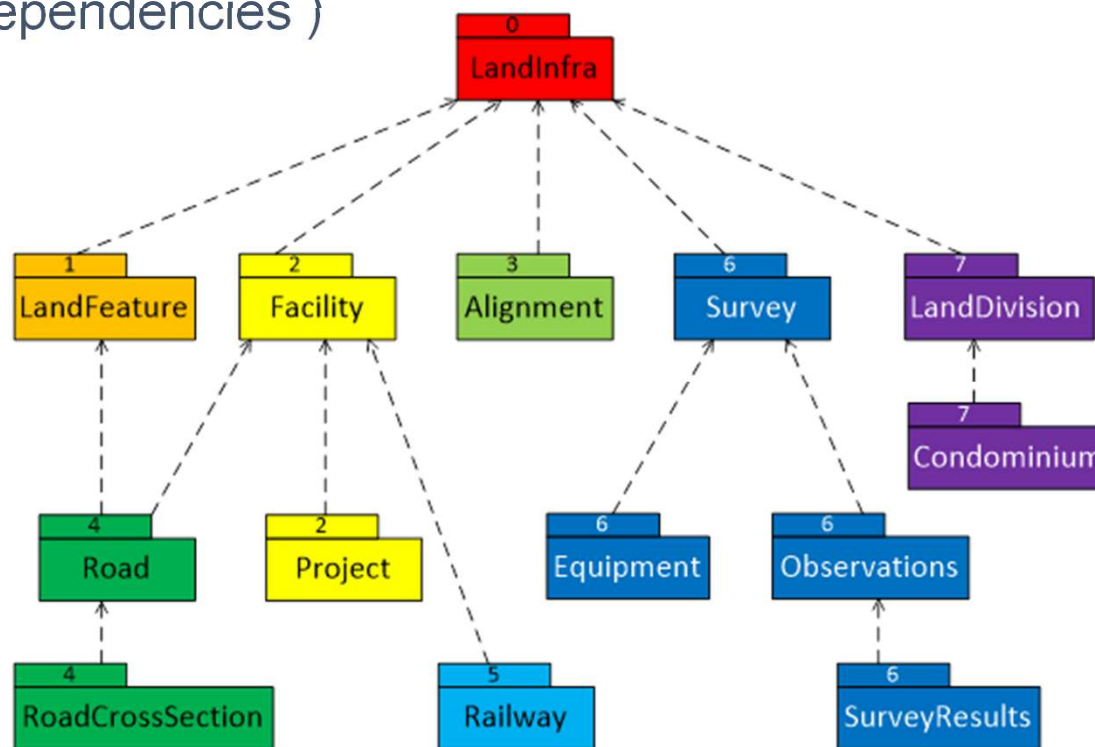 ependencies )
0
LandInfra
1
LandFeature
2
Facility
3
Alignment
6
Survey
7
LandDivision
7
Condominium
4
Road
2
Project
6
Equipment
6
Observations
4
RoadCrossSection
5
Railway
6
SurveyResults